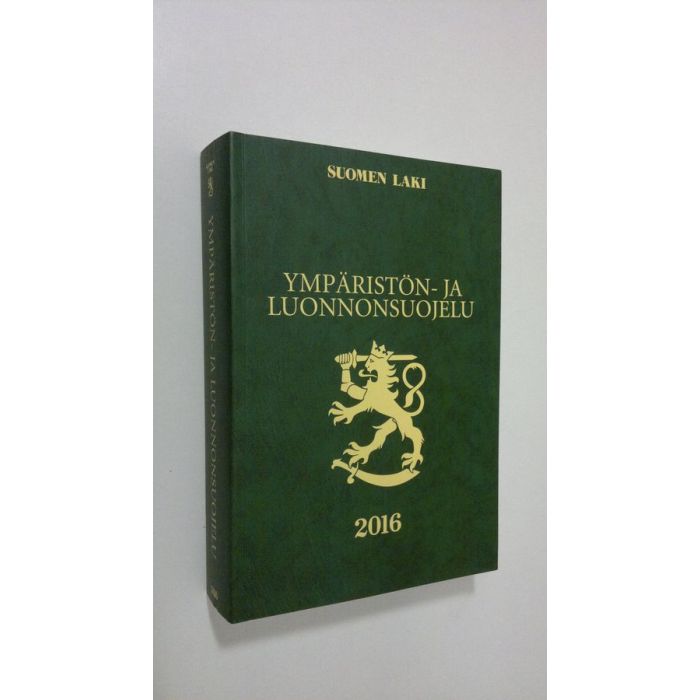 SUOMEN LAKI
YMPÄRISTÖN- JA
LUONNONSUOJELU
2016
YMPÄRISTÖN- JA LUONNONSUOJELU